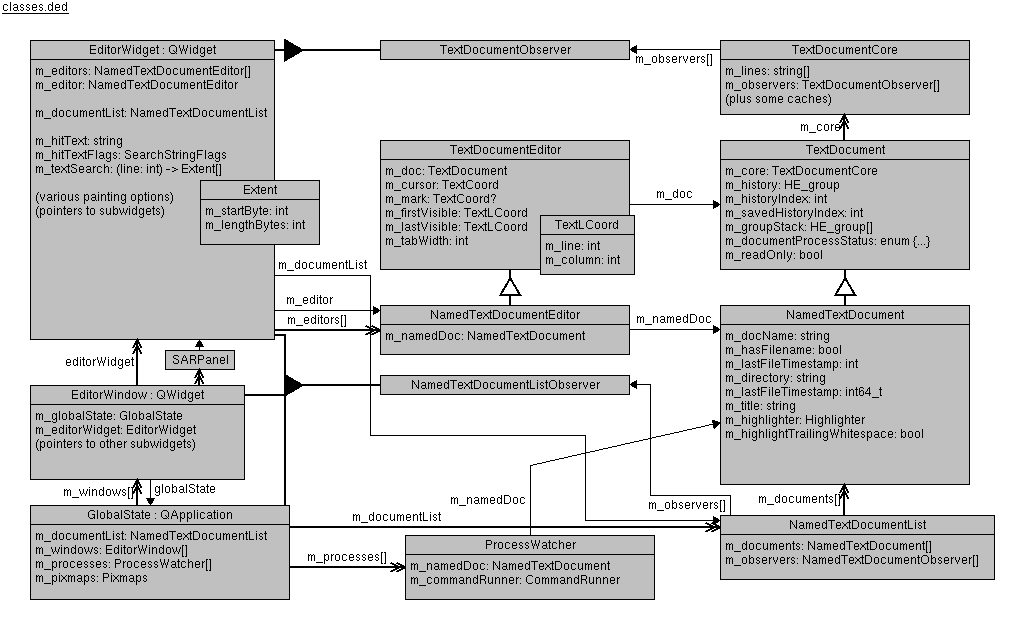 classes.ded
EditorWidget : QWidget
m_editors: NamedTextDocumentEditor[]
m_editor: NamedTextDocumentEditor
m_documentList: NamedTextDocumentList
m_hitText: string
m_hitTextFlags: SearchStringFlags
m_textSearch: (line: int) -> Extent[]
(various painting options)
(pointers to subwidgets)
Extent
m_startByte: int
m_lengthBytes: int
TextDocumentObserver
m_observers[]
TextDocumentCore
m_lines: string[]
m_observers: TextDocumentObserver[]
(plus some caches)
m_core
TextDocumentEditor
m_doc: TextDocument
m_cursor: TextCoord
m_mark: TextCoord?
m_firstVisible: TextLCoord
m_lastVisible: TextLCoord
m_tabWidth: int
TextLCoord
m_line: int
m_column: int
m_doc
TextDocument
m_core: TextDocumentCore
m_history: HE_group
m_historyIndex: int
m_savedHistoryIndex: int
m_groupStack: HE_group[]
m_documentProcessStatus: enum {...}
m_readOnly: bool
m_documentList
m_editor
m_editors[]
NamedTextDocumentEditor
m_namedDoc: NamedTextDocument
m_namedDoc
NamedTextDocument
m_docName: string
m_hasFilename: bool
m_lastFileTimestamp: int
m_directory: string
m_lastFileTimestamp: int64_t
m_title: string
m_highlighter: Highlighter
m_highlightTrailingWhitespace: bool
editorWidget
SARPanel
EditorWindow : QWidget
m_globalState: GlobalState
m_editorWidget: EditorWidget
(pointers to other subwidgets)
NamedTextDocumentListObserver
m_windows[]
globalState
m_namedDoc
m_observers[]
m_documents[]
GlobalState : QApplication
m_documentList: NamedTextDocumentList
m_windows: EditorWindow[]
m_processes: ProcessWatcher[]
m_pixmaps: Pixmaps
m_documentList
m_processes[]
ProcessWatcher
m_namedDoc: NamedTextDocument
m_commandRunner: CommandRunner
NamedTextDocumentList
m_documents: NamedTextDocument[]
m_observers: NamedTextDocumentObserver[]